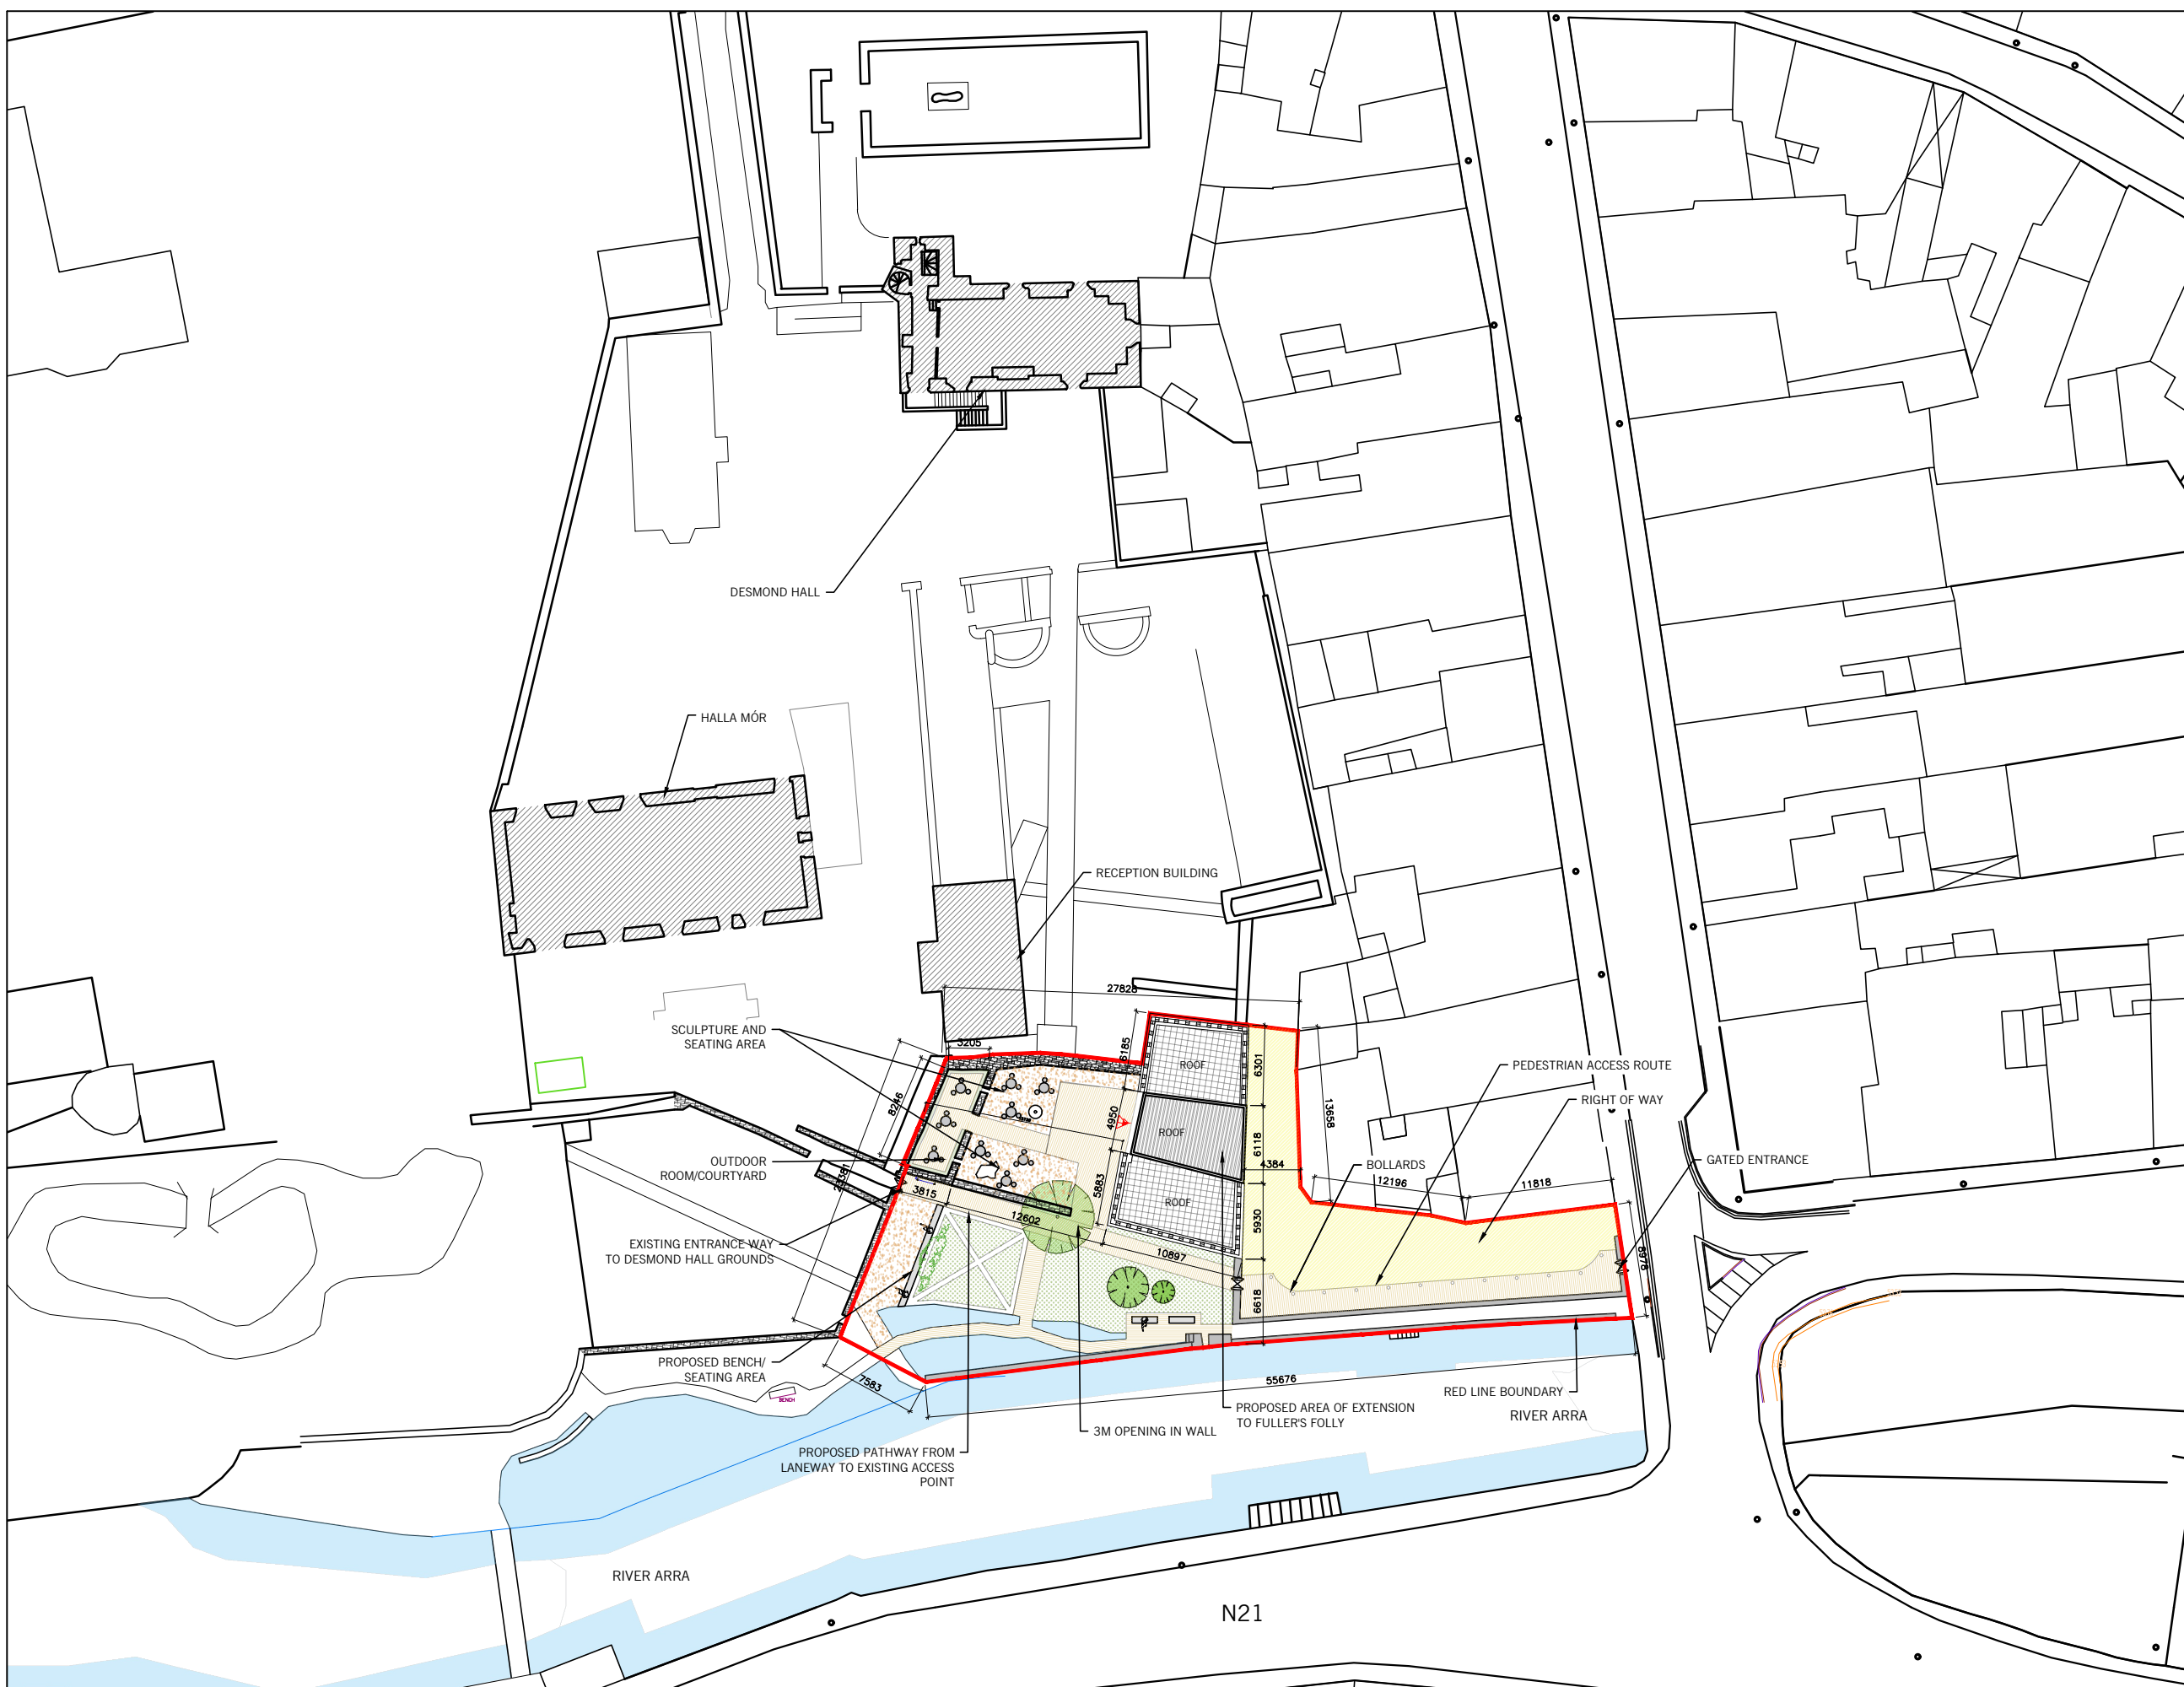 DESMOND HALL
HALLA MÓR
RECEPTION BUILDING
27828
SCULPTURE AND
SEATING AREA
3205
6185
ROOF
6301
PEDESTRIAN ACCESS ROUTE
RIGHT OF WAY
8246
4950
13658
ROOF
6118
OUTDOOR
ROOM/COURTYARD
4384
BOLLARDS
GATED ENTRANCE
3815
5883
12196
11818
ROOF
12602
5930
EXISTING ENTRANCE WAY
TO DESMOND HALL GROUNDS
10897
8978
6618
PROPOSED BENCH/
SEATING AREA
7583
55676
BENCH
RED LINE BOUNDARY
RIVER ARRA
PROPOSED AREA OF EXTENSION
TO FULLER'S FOLLY
3M OPENING IN WALL
PROPOSED PATHWAY FROM
LANEWAY TO EXISTING ACCESS
POINT
RIVER ARRA
N21